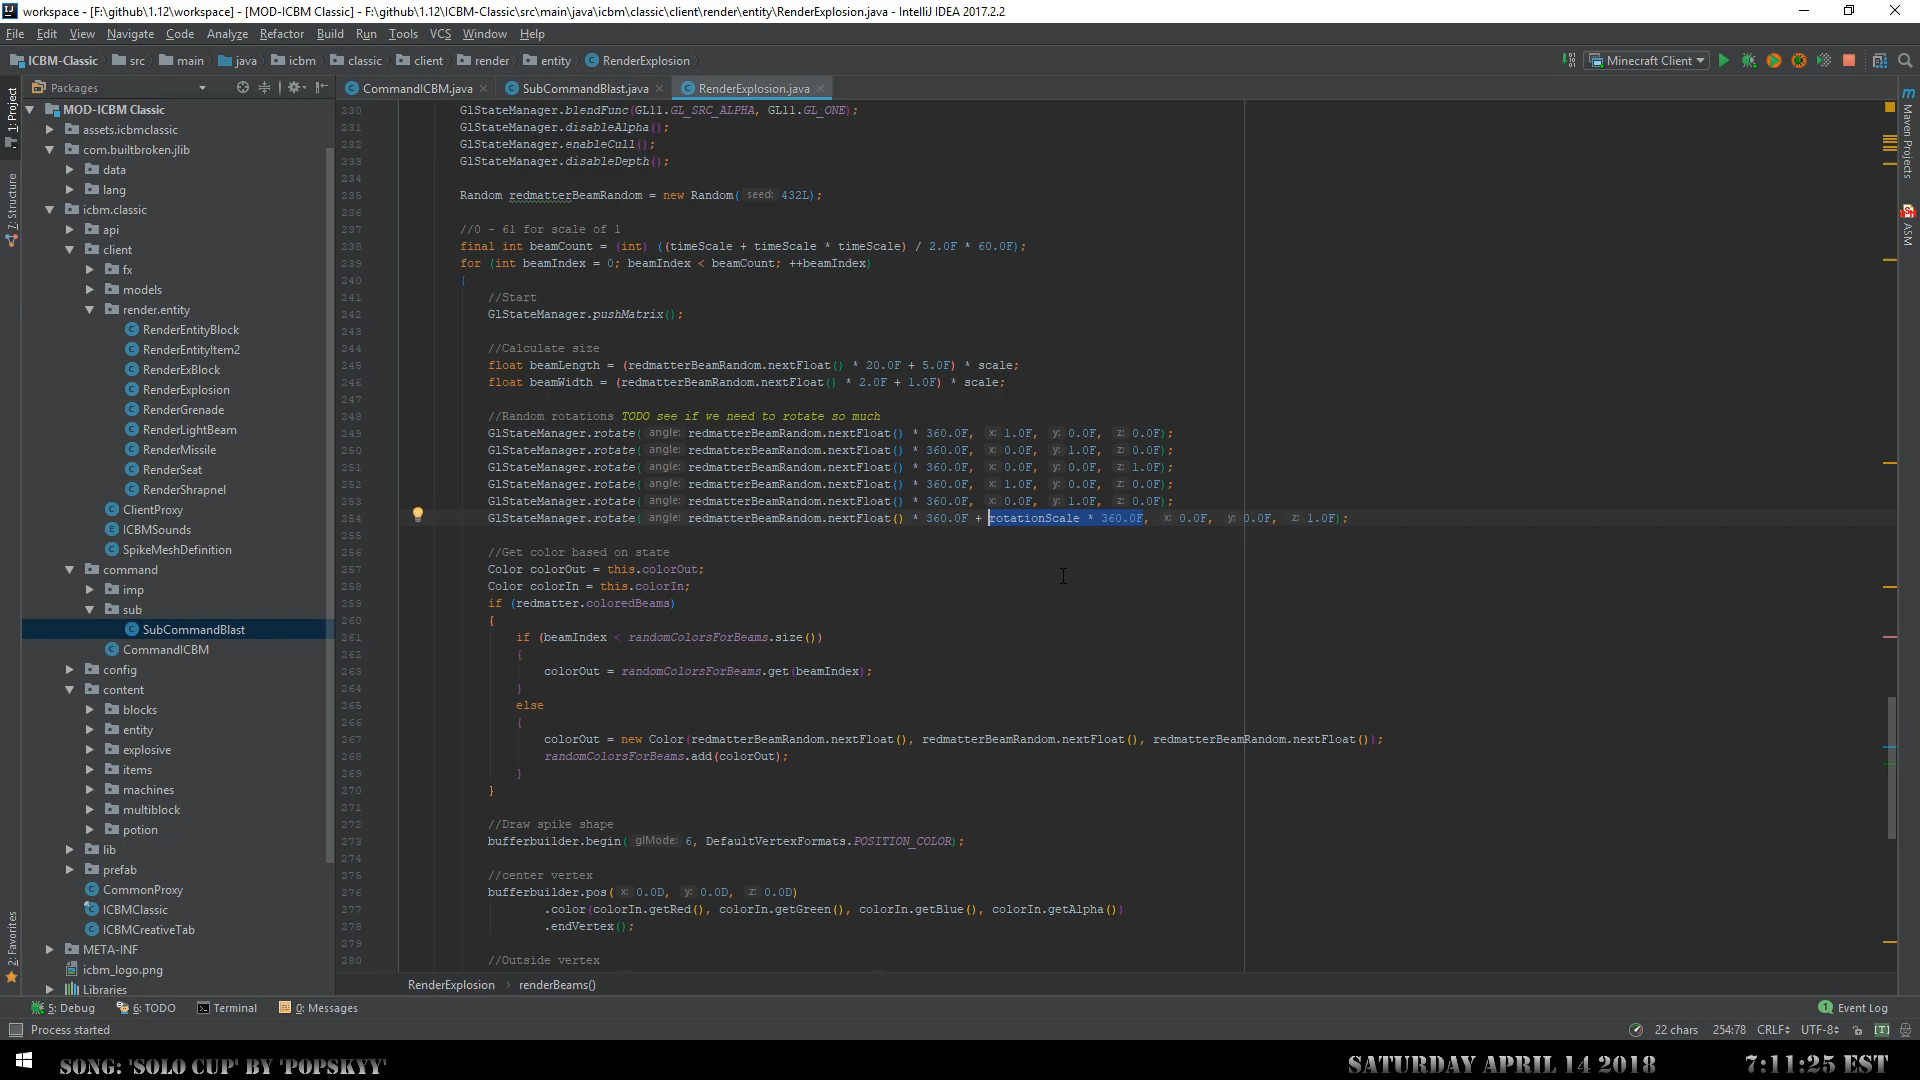 workspace - [F:\github\1.12\workspace] - [MOD-ICBM Classic] - F:\github\1.12\ICBM-Classic\src\main\java\icbm\classic\client\render\entity\RenderExplosion.java - IntelliJ IDEA 2017.2.2
File Edit View Navigate Code Analyze Refactor Build Run Tools VCS Window Help
ICBM-Classic src main java icbm classic client render entity RenderExplosion
Minecraft Client
Packages
CommandICBM.java SubCommandBlast.java RenderExplosion.java
1: Project
7: Structure
2: Favorites
MOD-ICBM Classic
assets.icbmclassic
com.builtbroken.jlib
data
lang
icbm.classic
api
client
fx
models
render.entity
RenderEntityBlock
RenderEntityItem2
RenderExBlock
RenderExplosion
RenderGrenade
RenderLightBeam
RenderMissile
RenderSeat
RenderShrapnel
ClientProxy
ICBMSounds
SpikeMeshDefinition
command
imp
sub
SubCommandBlast
CommandICBM
config
content
blocks
entity
explosive
items
machines
multiblock
potion
lib
prefab
CommonProxy
ICBMClassic
ICBMCreativeTab
META-INF
icbm_logo.png
Libraries
230 GlStateManager.blendFunc(GL11.GL_SRC_ALPHA, GL11.GL_ONE);
231 GlStateManager.disableAlpha();
232 GlStateManager.enableCull();
233 GlStateManager.disableDepth();
234
235 Random redmatterBeamRandom = new Random( seed: 432L);
236
237 //0 - 61 for scale of 1
238 final int beamCount = (int) ((timeScale + timeScale * timeScale) / 2.0F * 60.0F);
239 for (int beamIndex = 0; beamIndex < beamCount; ++beamIndex)
240 {
241 //Start
242 GlStateManager.pushMatrix();
243
244 //Calculate size
245 float beamLength = (redmatterBeamRandom.nextFloat() * 20.0F + 5.0F) * scale;
246 float beamWidth = (redmatterBeamRandom.nextFloat() * 2.0F + 1.0F) * scale;
247
248 //Random rotations TODO see if we need to rotate so much
249 GlStateManager.rotate( angle: redmatterBeamRandom.nextFloat() * 360.0F, x: 1.0F, y: 0.0F, z: 0.0F);
250 GlStateManager.rotate( angle: redmatterBeamRandom.nextFloat() * 360.0F, x: 0.0F, y: 1.0F, z: 0.0F);
251 GlStateManager.rotate( angle: redmatterBeamRandom.nextFloat() * 360.0F, x: 0.0F, y: 0.0F, z: 1.0F);
252 GlStateManager.rotate( angle: redmatterBeamRandom.nextFloat() * 360.0F, x: 1.0F, y: 0.0F, z: 0.0F);
253 GlStateManager.rotate( angle: redmatterBeamRandom.nextFloat() * 360.0F, x: 0.0F, y: 1.0F, z: 0.0F);
254 GlStateManager.rotate( angle: redmatterBeamRandom.nextFloat() * 360.0F + rotationScale * 360.0F, x: 0.0F, y: 0.0F, z: 1.0F);
255
256 //Get color based on state
257 Color colorOut = this.colorOut;
258 Color colorIn = this.colorIn;
259 if (redmatter.coloredBeams)
260 {
261 if (beamIndex < randomColorsForBeams.size())
262 {
263 colorOut = randomColorsForBeams.get(beamIndex);
264 }
265 else
266 {
267 colorOut = new Color(redmatterBeamRandom.nextFloat(), redmatterBeamRandom.nextFloat(), redmatterBeamRandom.nextFloat());
268 randomColorsForBeams.add(colorOut);
269 }
270 }
271
272 //Draw spike shape
273 bufferbuilder.begin( glMode: 6, DefaultVertexFormats.POSITION_COLOR);
274
275 //center vertex
276 bufferbuilder.pos( x: 0.0D, y: 0.0D, z: 0.0D)
277 .color(colorIn.getRed(), colorIn.getGreen(), colorIn.getBlue(), colorIn.getAlpha())
278 .endVertex();
279
280 //Outside vertex
Maven Projects
ASM
RenderExplosion renderBeams()
5: Debug 6: TODO Terminal 0: Messages 1 Event Log
Process started 22 chars 254:78 CRLF UTF-8 [T]
SONG: 'SOLO CUP' BY 'POPSKYY' SATURDAY APRIL 14 2018 7:11:25 EST